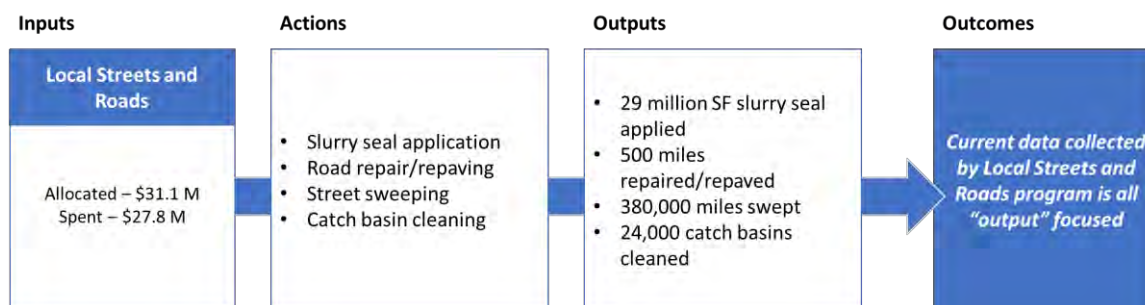 Inputs
Actions
Outputs
Outcomes
Local Streets and
Roads
Allocated – $31.1 M
Spent – $27.8 M
• Slurry seal application
• Road repair/repaving
• Street sweeping
• Catch basin cleaning
• 29 million SF slurry seal
applied
• 500 miles
repaired/repaved
• 380,000 miles swept
• 24,000 catch basins
cleaned
Current data collected
by Local Streets and
Roads program is all
“output” focused